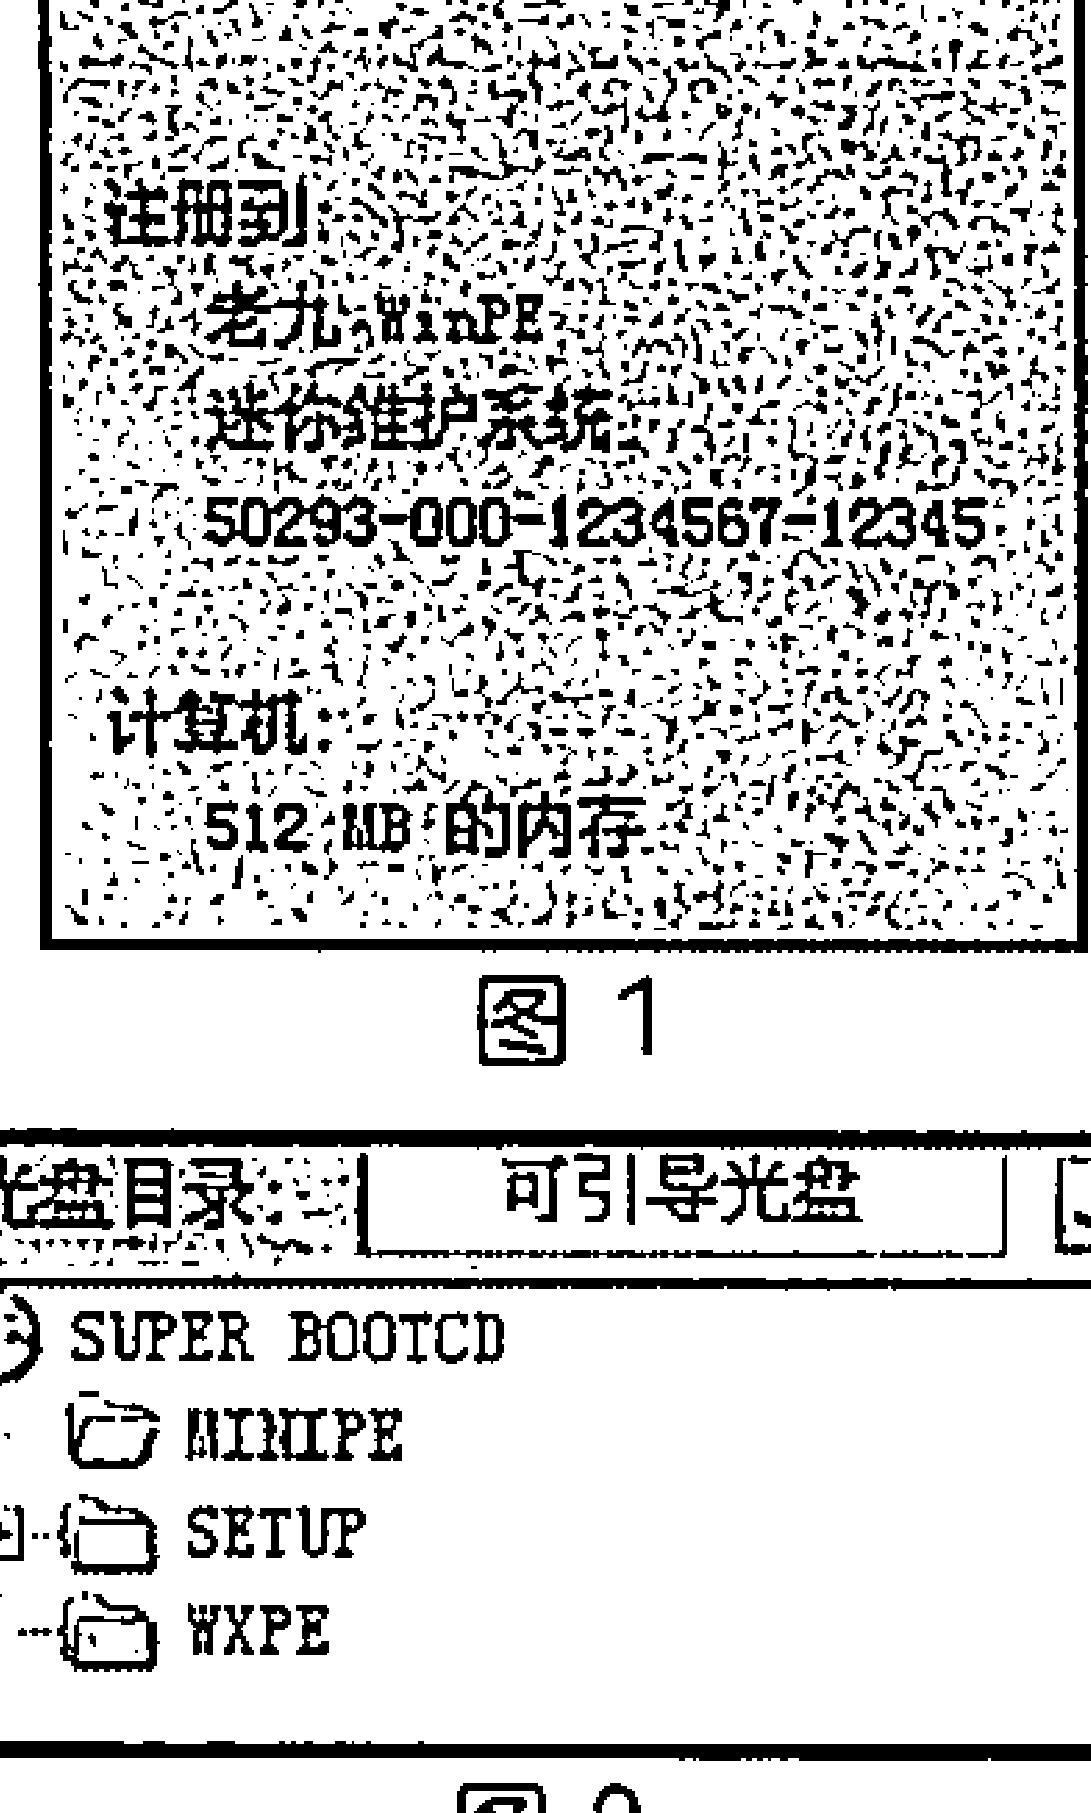 注册到:
老九.WinPE
迷你维护系统
50293-000-1234567-12345
计算机:
512 MB 的内存
图 1
光盘目录: 可引导光盘
SUPER BOOTCD
MINIPE
SETUP
WXPE